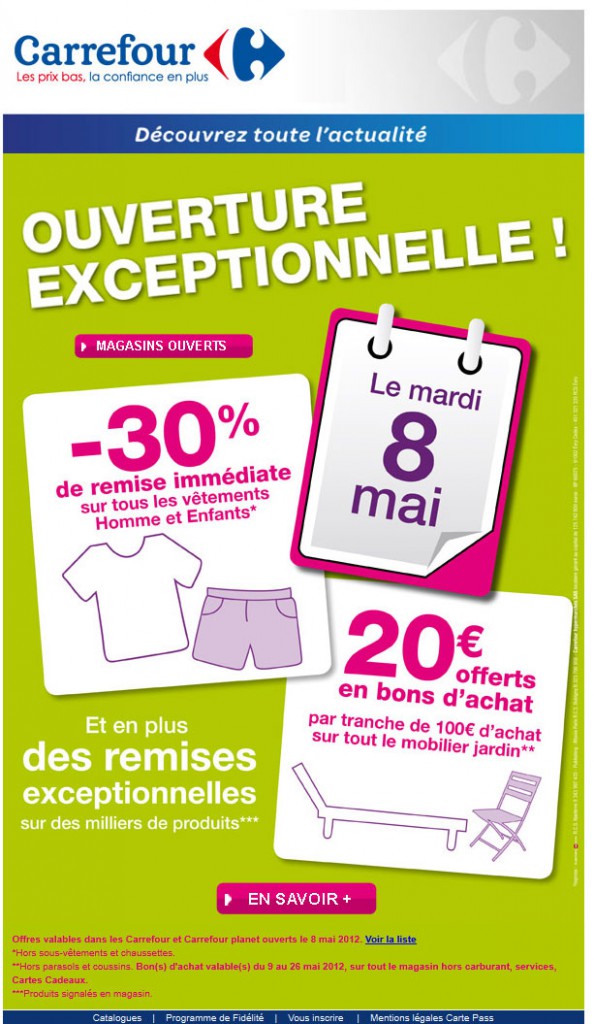 Carrefour
Les prix bas, la confiance en plus
Découvrez toute l'actualité
OUVERTURE
EXCEPTIONNELLE !
MAGASINS OUVERTS
Le mardi
8
mai
-30%
de remise immédiate
sur tous les vêtements
Homme et Enfants*
20€
offerts
en bons d'achat
par tranche de 100€ d'achat
sur tout le mobilier jardin**
Et en plus
des remises
exceptionnelles
sur des milliers de produits***
EN SAVOIR +
Offres valables dans les Carrefour et Carrefour planet ouverts le 8 mai 2012. Voir la liste
*Hors sous-vêtements et chaussettes.
**Hors parasols et coussins. Bon(s) d'achat valable(s) du 9 au 26 mai 2012, sur tout le magasin hors carburant, services,
Cartes Cadeaux.
***Produits signalés en magasin.
Catalogues | Programme de Fidélité | Vous inscrire | Mentions légales Carte Pass